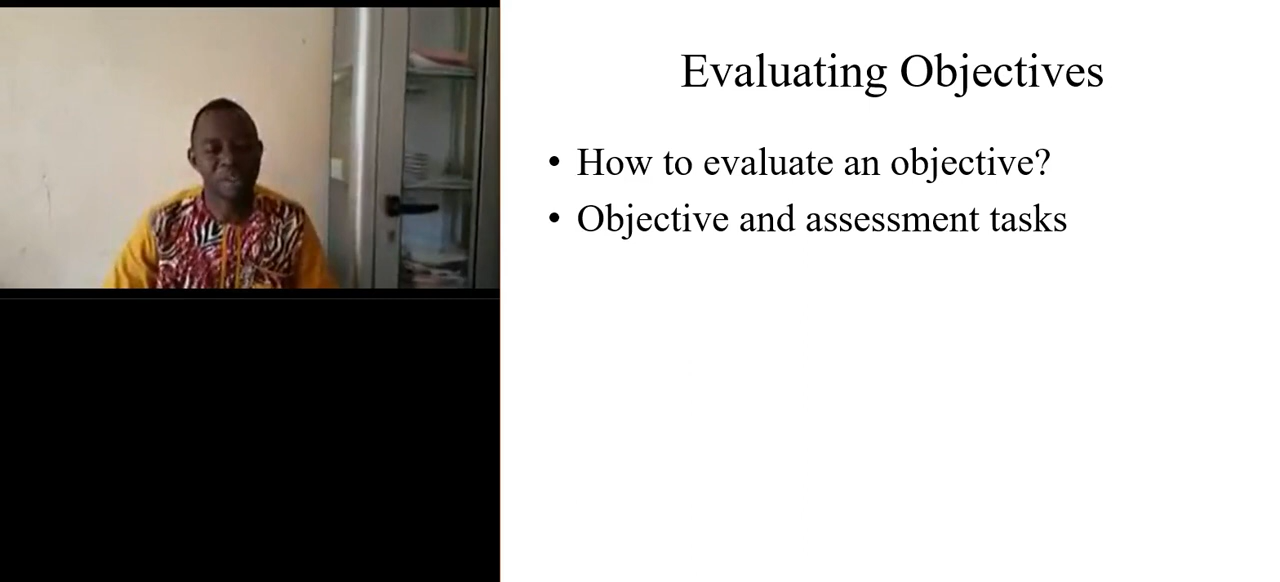 Evaluating Objectives
• How to evaluate an objective?
• Objective and assessment tasks